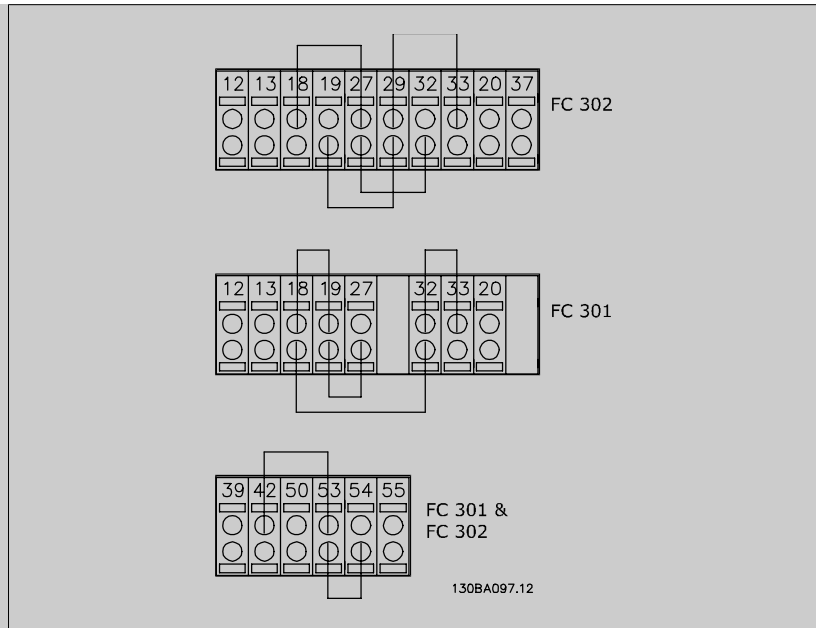 12 13 18 19 27 29 32 33 20 37
FC 302
12 13 18 19 27 32 33 20
FC 301
39 42 50 53 54 55
FC 301 &
FC 302
130BA097.12